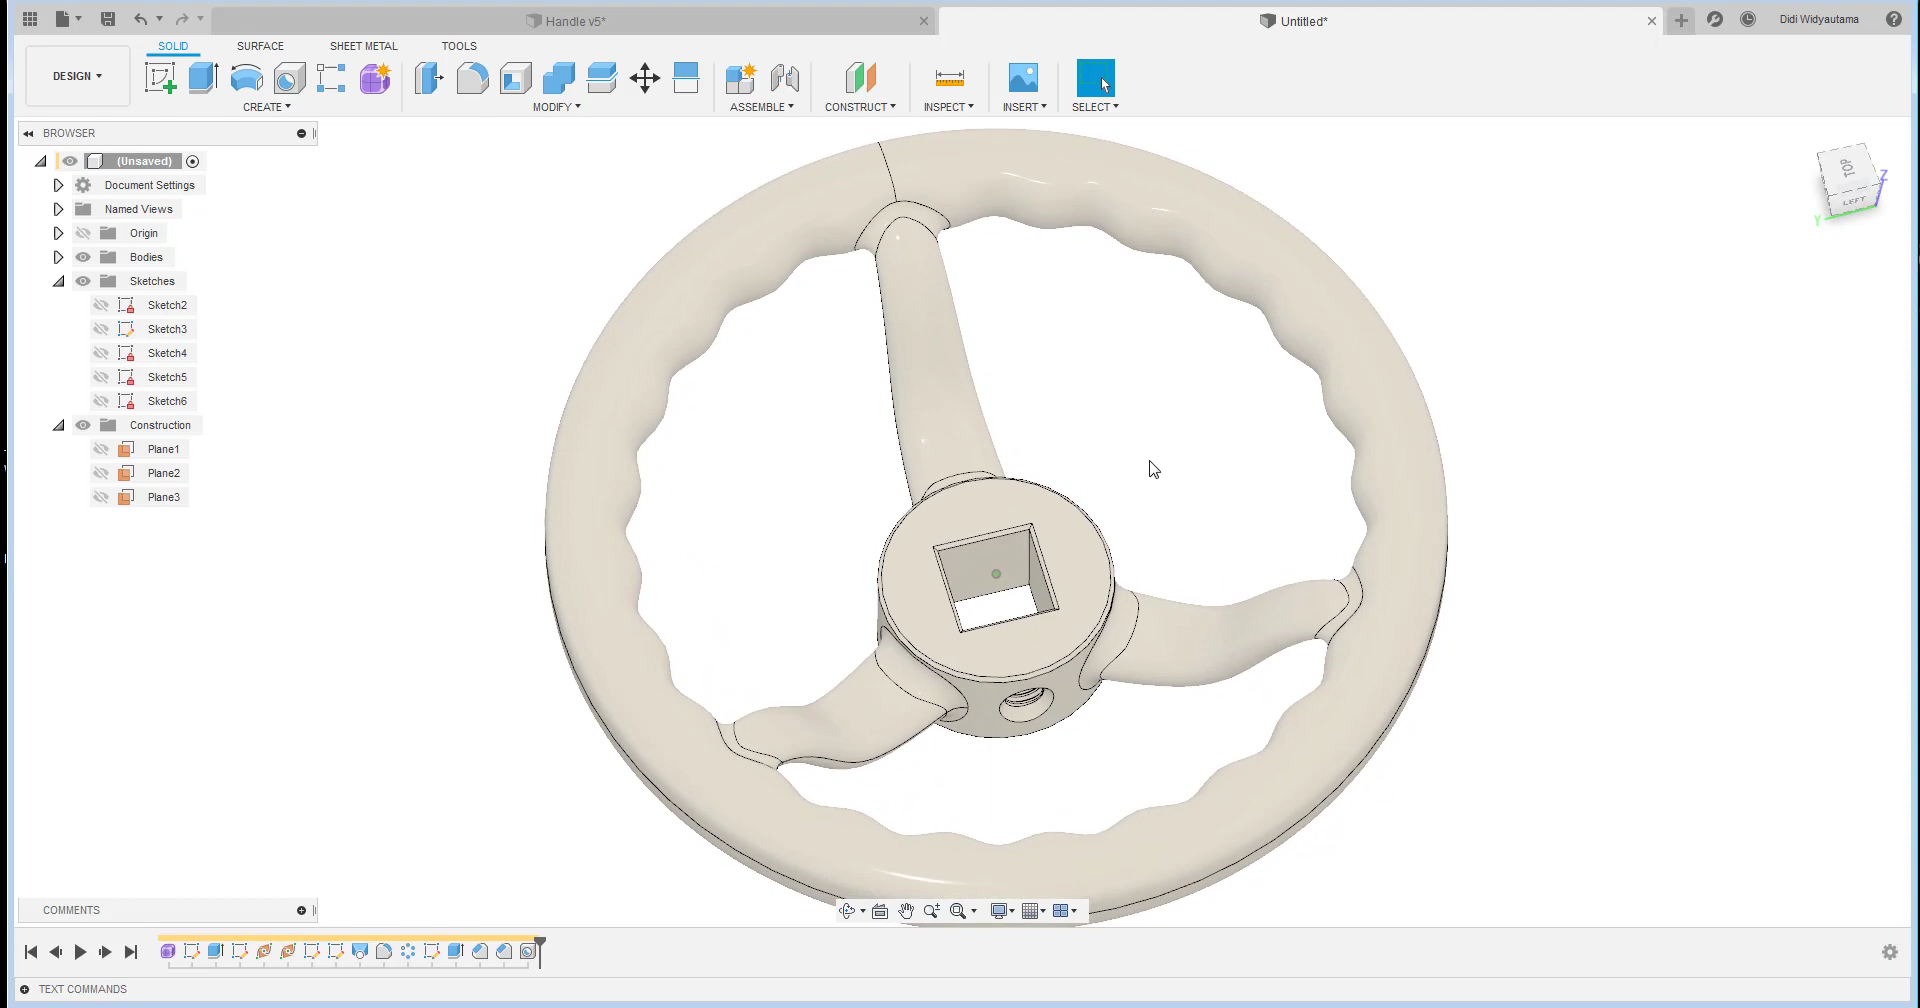 Handle v5*
Untitled*
Didi Widyautama
SOLID
SURFACE
SHEET METAL
TOOLS
DESIGN
CREATE
MODIFY
ASSEMBLE
CONSTRUCT
INSPECT
INSERT
SELECT
BROWSER
(Unsaved)
Document Settings
Named Views
Origin
Bodies
Sketches
Sketch2
Sketch3
Sketch4
Sketch5
Sketch6
Construction
Plane1
Plane2
Plane3
TOP
LEFT
Z
Y
COMMENTS
TEXT COMMANDS